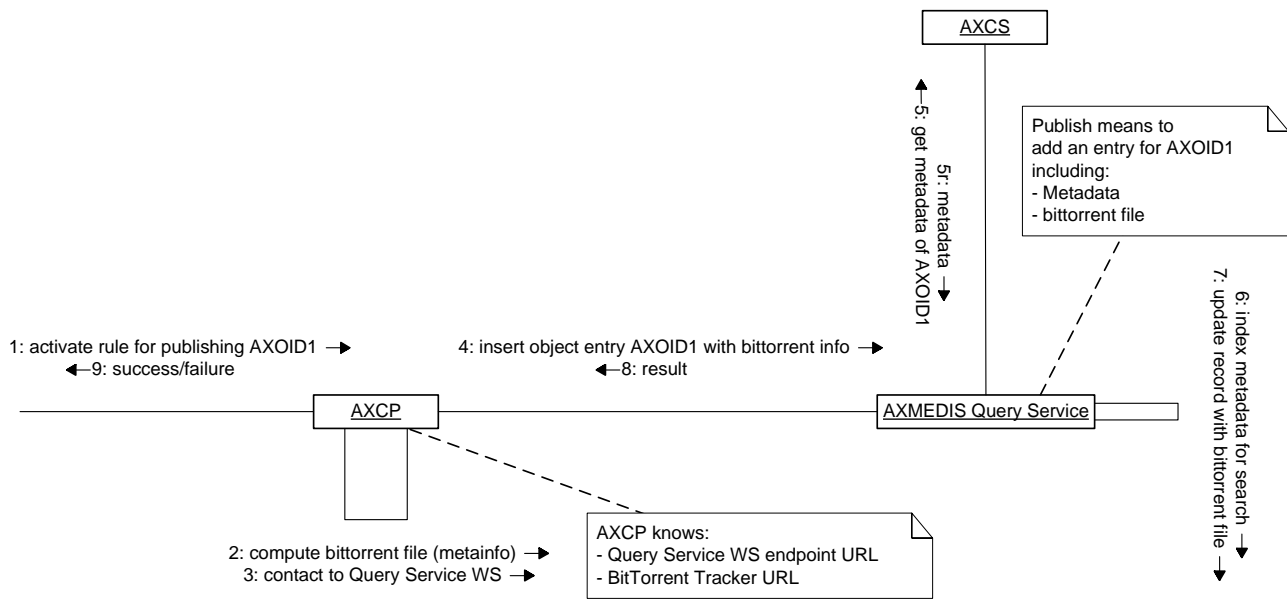 AXCS
5: get metadata of AXOID1
5r: metadata
Publish means to
add an entry for AXOID1
including:
- Metadata
- bittorrent file
6: index metadata for search
7: update record with bittorrent file
1: activate rule for publishing AXOID1
9: success/failure
4: insert object entry AXOID1 with bittorrent info
8: result
AXCP
AXMEDIS Query Service
2: compute bittorrent file (metainfo)
3: contact to Query Service WS
AXCP knows:
- Query Service WS endpoint URL
- BitTorrent Tracker URL